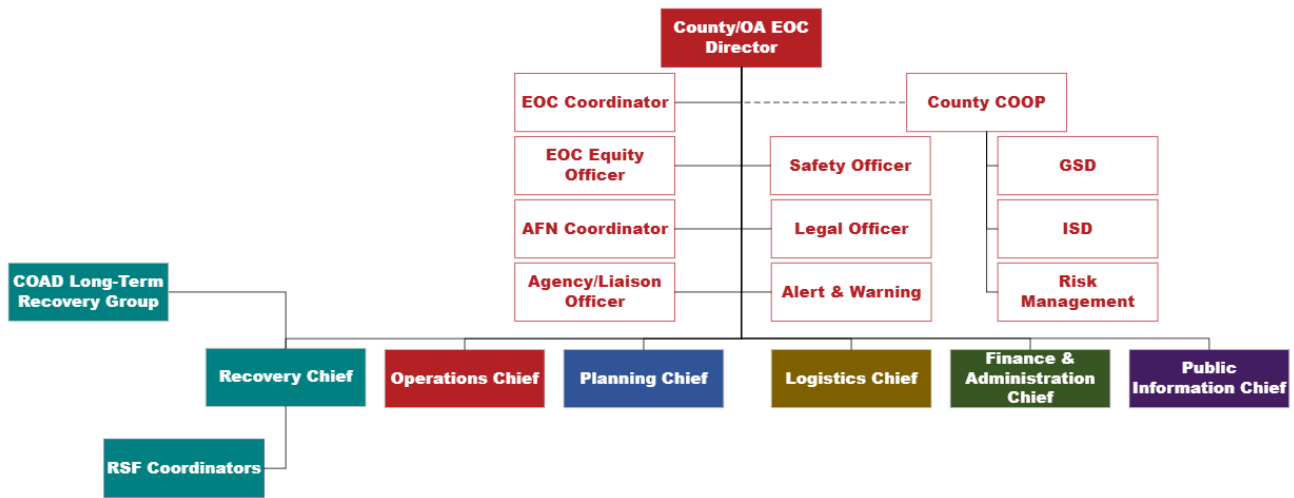 County/OA EOC
Director
EOC Coordinator
County COOP
EOC Equity
Officer
Safety Officer
GSD
AFN Coordinator
Legal Officer
ISD
COAD Long-Term
Recovery Group
Agency/Liaison
Officer
Alert & Warning
Risk
Management
Recovery Chief
Operations Chief
Planning Chief
Logistics Chief
Finance &
Administration
Chief
Public
Information Chief
RSF Coordinators